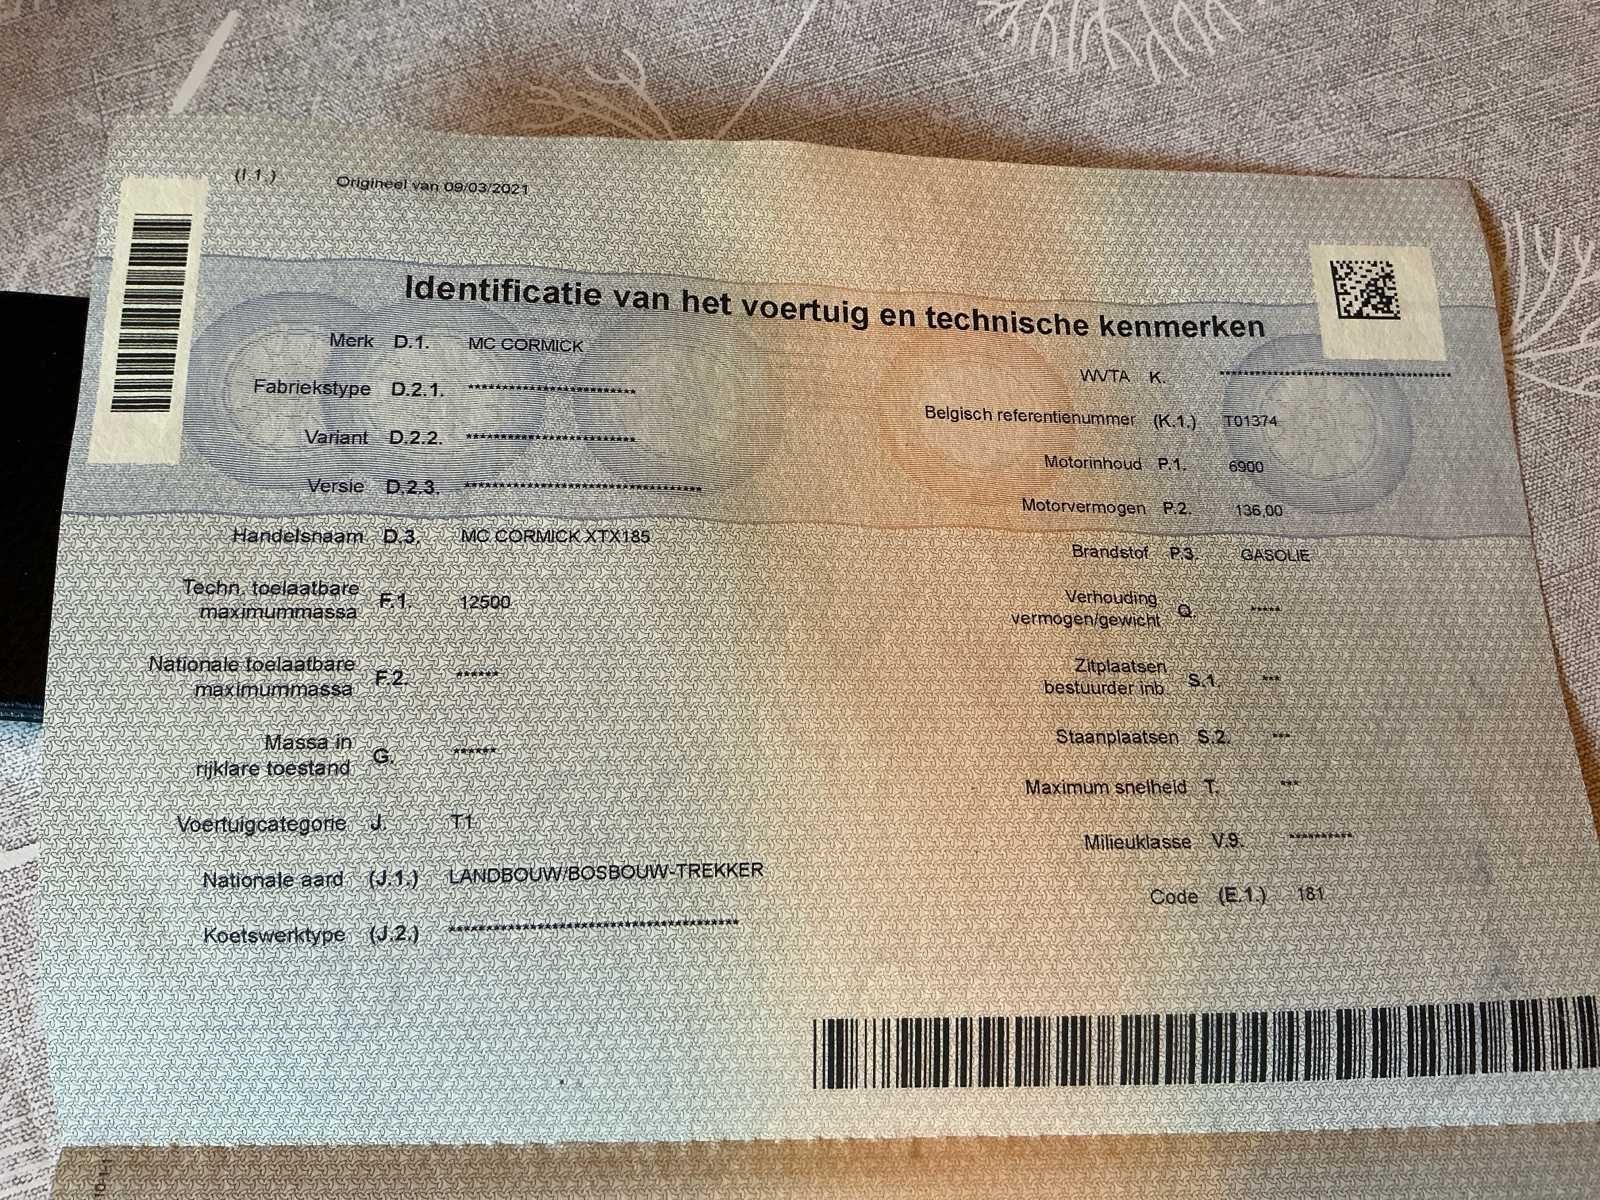 (I.1.) Origineel van 09/03/2021
Identificatie van het voertuig en technische kenmerken
Merk D.1. MC CORMICK
Fabriekstype D.2.1. *************************
Variant D.2.2. *************************
Versie D.2.3. ***********************************
Handelsnaam D.3. MC CORMICK XTX185
Techn. toelaatbare
maximummassa F.1. 12500
Nationale toelaatbare
maximummassa F.2. ******
Massa in
rijklare toestand G. ******
Voertuigcategorie J. T1
Nationale aard (J.1.) LANDBOUW/BOSBOUW-TREKKER
Koetswerktype (J.2.) ******************************************
WVTA K. ***********************************
Belgisch referentienummer (K.1.) T01374
Motorinhoud P.1. 6900
Motorvermogen P.2. 136,00
Brandstof P.3. GASOLIE
Verhouding
vermogen/gewicht Q. *****
Zitplaatsen
bestuurder inb. S.1. ***
Staanplaatsen S.2. ***
Maximum snelheid T. ***
Milieuklasse V.9. **********
Code (E.1.) 181